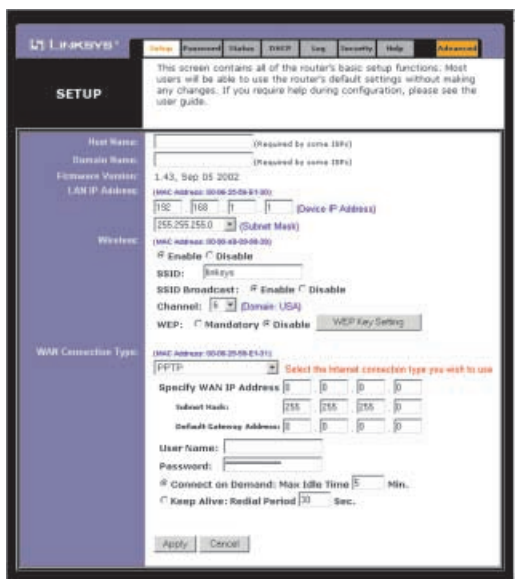 LINKSYS®
Setup Password Status DHCP Log Security Help Advanced
SETUP
This screen contains all of the router's basic setup functions. Most
users will be able to use the router's default settings without making
any changes. If you require help during configuration, please see the
user guide.
Host Name: (Required by some ISPs)
Domain Name: (Required by some ISPs)
Firmware Version: 1.43, Sep 05 2002
LAN IP Address: (MAC Address:
192 . 168 . 1 . 1 (Device IP Address)
255.255.255.0 (Subnet Mask)
Wireless: (MAC Address:
Enable Disable
SSID: linksys
SSID Broadcast: Enable Disable
Channel: 6 (Domain: USA)
WEP: Mandatory Disable WEP Key Setting
WAN Connection Type: (MAC Address:
PPTP Select the Internet connection type you wish to use
Specify WAN IP Address 0 . 0 . 0 . 0
Subnet Mask: 255 . 255 . 255 . 0
Default Gateway Address: 0 . 0 . 0 . 0
User Name:
Password:
Connect on Demand: Max Idle Time 5 Min.
Keep Alive: Redial Period 30 Sec.
Apply Cancel